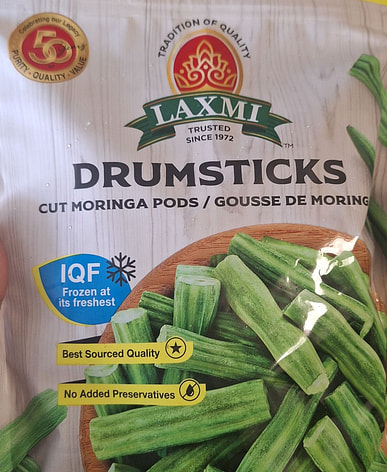 Celebrating our Legacy
50
PURITY - QUALITY - VALUE
TRADITION OF QUALITY
LAXMI
TRUSTED
SINCE 1972
TM
DRUMSTICKS
CUT MORINGA PODS / GOUSSE DE MORING
IQF
Frozen at
its freshest
Best Sourced Quality
No Added Preservatives